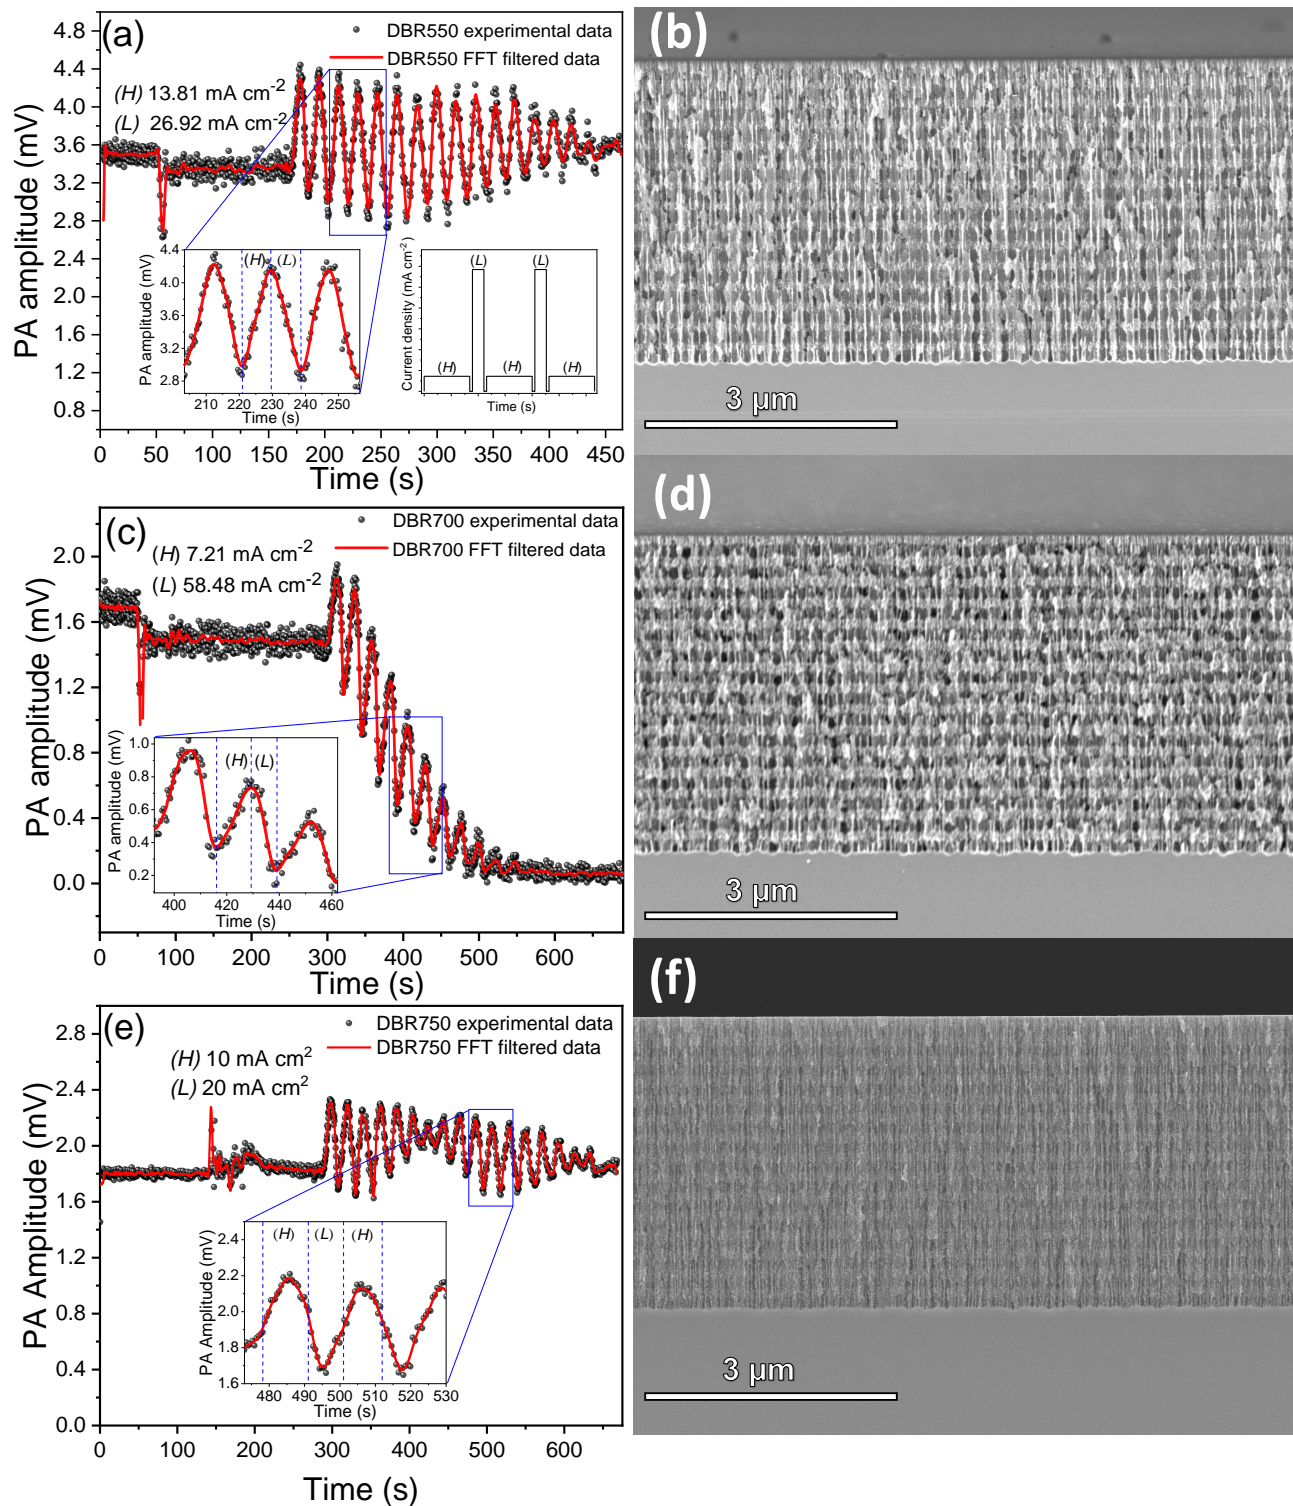 (a)
DBR550 experimental data
DBR550 FFT filtered data
(H) 13.81 mA cm-2
(L) 26.92 mA cm-2
PA amplitude (mV)
4.8
4.4
4.0
3.6
3.2
2.8
2.4
2.0
1.6
1.2
0.8
0 50 100 150 200 250 300 350 400 450
Time (s)
PA amplitude (mV)
4.4
4.0
3.6
3.2
2.8
(H) (L)
210 220 230 240 250
Time (s)
Current density (mA cm-2)
(L) (L)
(H) (H) (H)
Time (s)
(b)
3 µm
(c)
DBR700 experimental data
DBR700 FFT filtered data
(H) 7.21 mA cm-2
(L) 58.48 mA cm-2
PA amplitude (mV)
2.0
1.6
1.2
0.8
0.4
0.0
0 100 200 300 400 500 600
Time (s)
PA amplitude (mV)
1.0
0.8
0.6
0.4
0.2
(H) (L)
400 420 440 460
Time (s)
(d)
3 µm
(e)
DBR750 experimental data
DBR750 FFT filtered data
(H) 10 mA cm2
(L) 20 mA cm2
PA Amplitude (mV)
2.8
2.4
2.0
1.6
1.2
0.8
0.4
0.0
0 100 200 300 400 500 600
Time (s)
PA Amplitude (mV)
2.4
2.2
2.0
1.8
1.6
(H) (L) (H)
480 490 500 510 520 530
Time (s)
(f)
3 µm